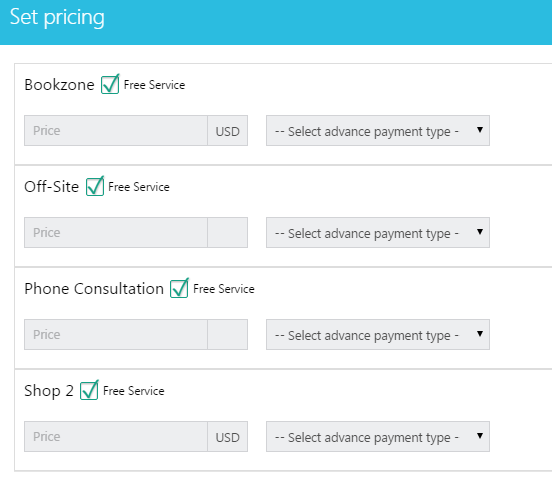 Set pricing
Bookzone Free Service
Price USD -- Select advance payment type -
Off-Site Free Service
Price -- Select advance payment type -
Phone Consultation Free Service
Price -- Select advance payment type -
Shop 2 Free Service
Price USD -- Select advance payment type -